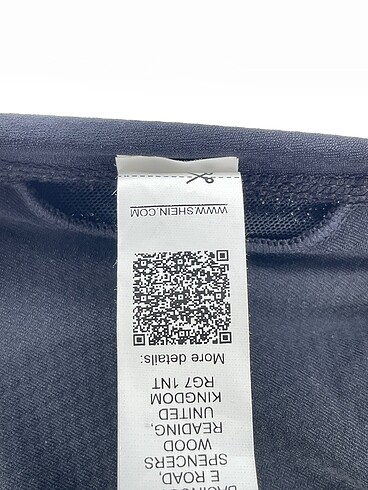 E ROAD,
SPENCERS
WOOD
READING,
UNITED
KINGDOM
RG7 1NT
More details:
WWW.SHEIN.COM